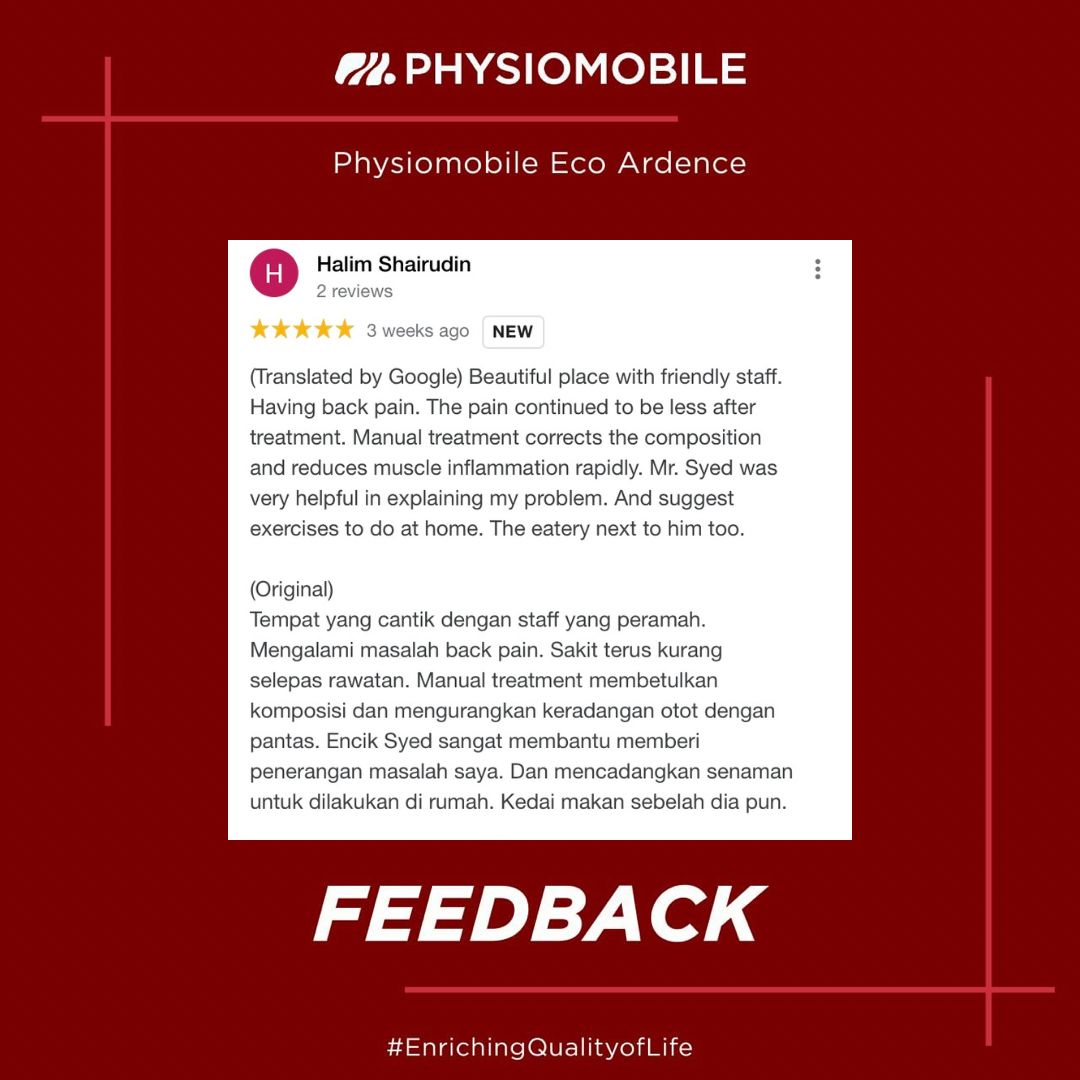 PHYSIOMOBILE
Physiomobile Eco Ardence
H
Halim Shairudin
2 reviews
3 weeks ago NEW
(Translated by Google) Beautiful place with friendly staff.
Having back pain. The pain continued to be less after
treatment. Manual treatment corrects the composition
and reduces muscle inflammation rapidly. Mr. Syed was
very helpful in explaining my problem. And suggest
exercises to do at home. The eatery next to him too.
(Original)
Tempat yang cantik dengan staff yang peramah.
Mengalami masalah back pain. Sakit terus kurang
selepas rawatan. Manual treatment membetulkan
komposisi dan mengurangkan keradangan otot dengan
pantas. Encik Syed sangat membantu memberi
penerangan masalah saya. Dan mencadangkan senaman
untuk dilakukan di rumah. Kedai makan sebelah dia pun.
FEEDBACK
#EnrichingQualityofLife